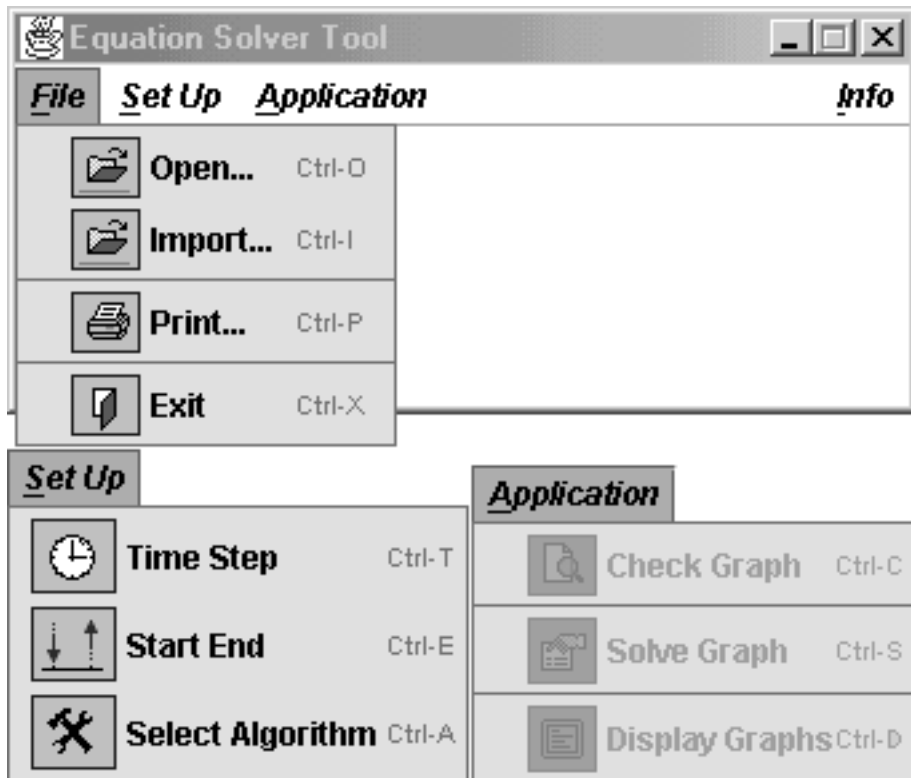 Equation Solver Tool
File Set Up Application Info
Open... Ctrl-O
Import... Ctrl-I
Print... Ctrl-P
Exit Ctrl-X
Set Up
Time Step Ctrl-T
Start End Ctrl-E
Select Algorithm Ctrl-A
Application
Check Graph Ctrl-C
Solve Graph Ctrl-S
Display Graphs Ctrl-D